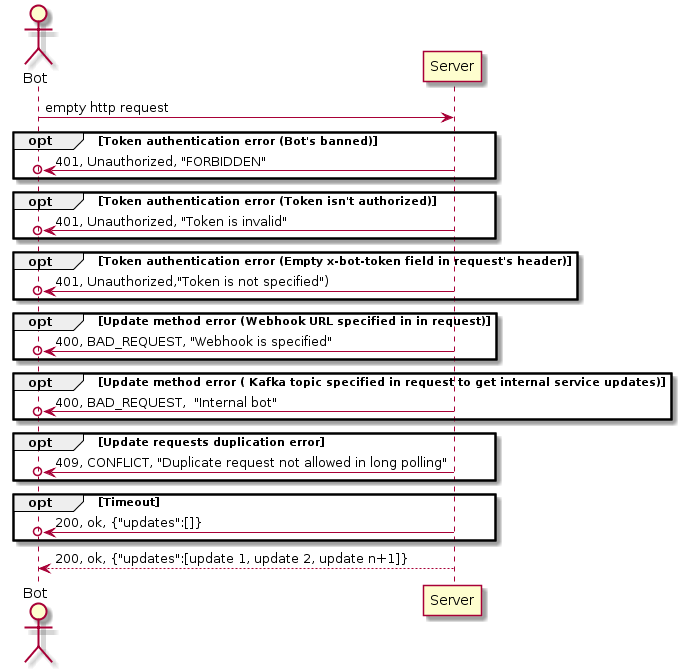 Bot
Server
empty http request
opt [Token authentication error (Bot's banned)]
401, Unauthorized, "FORBIDDEN"
opt [Token authentication error (Token isn't authorized)]
401, Unauthorized, "Token is invalid"
opt [Token authentication error (Empty x-bot-token field in request's header)]
401, Unauthorized,"Token is not specified")
opt [Update method error (Webhook URL specified in in request)]
400, BAD_REQUEST, "Webhook is specified"
opt [Update method error ( Kafka topic specified in request to get internal service updates)]
400, BAD_REQUEST,  "Internal bot"
opt [Update requests duplication error]
409, CONFLICT, "Duplicate request not allowed in long polling"
opt [Timeout]
200, ok, {"updates":[]}
200, ok, {"updates":[update 1, update 2, update n+1]}
Bot
Server